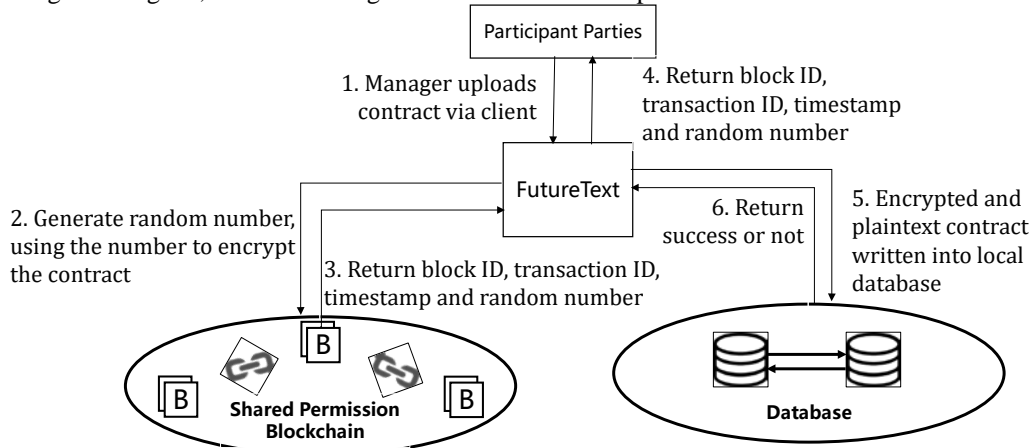 Participant Parties
1. Manager uploads
contract via client
4. Return block ID,
transaction ID, timestamp
and random number
FutureText
2. Generate random number,
using the number to encrypt
the contract
3. Return block ID, transaction ID,
timestamp and random number
6. Return
success or not
5. Encrypted and
plaintext contract
written into local
database
B
B
B
Shared Permission
Blockchain
Database